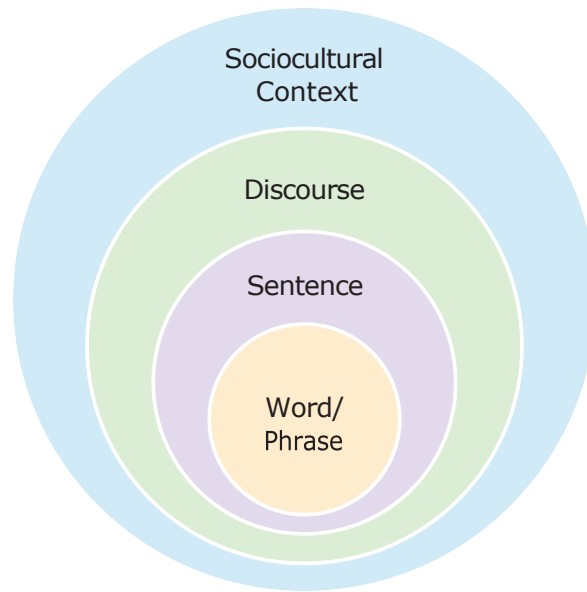 Sociocultural
Context
Discourse
Sentence
Word/
Phrase